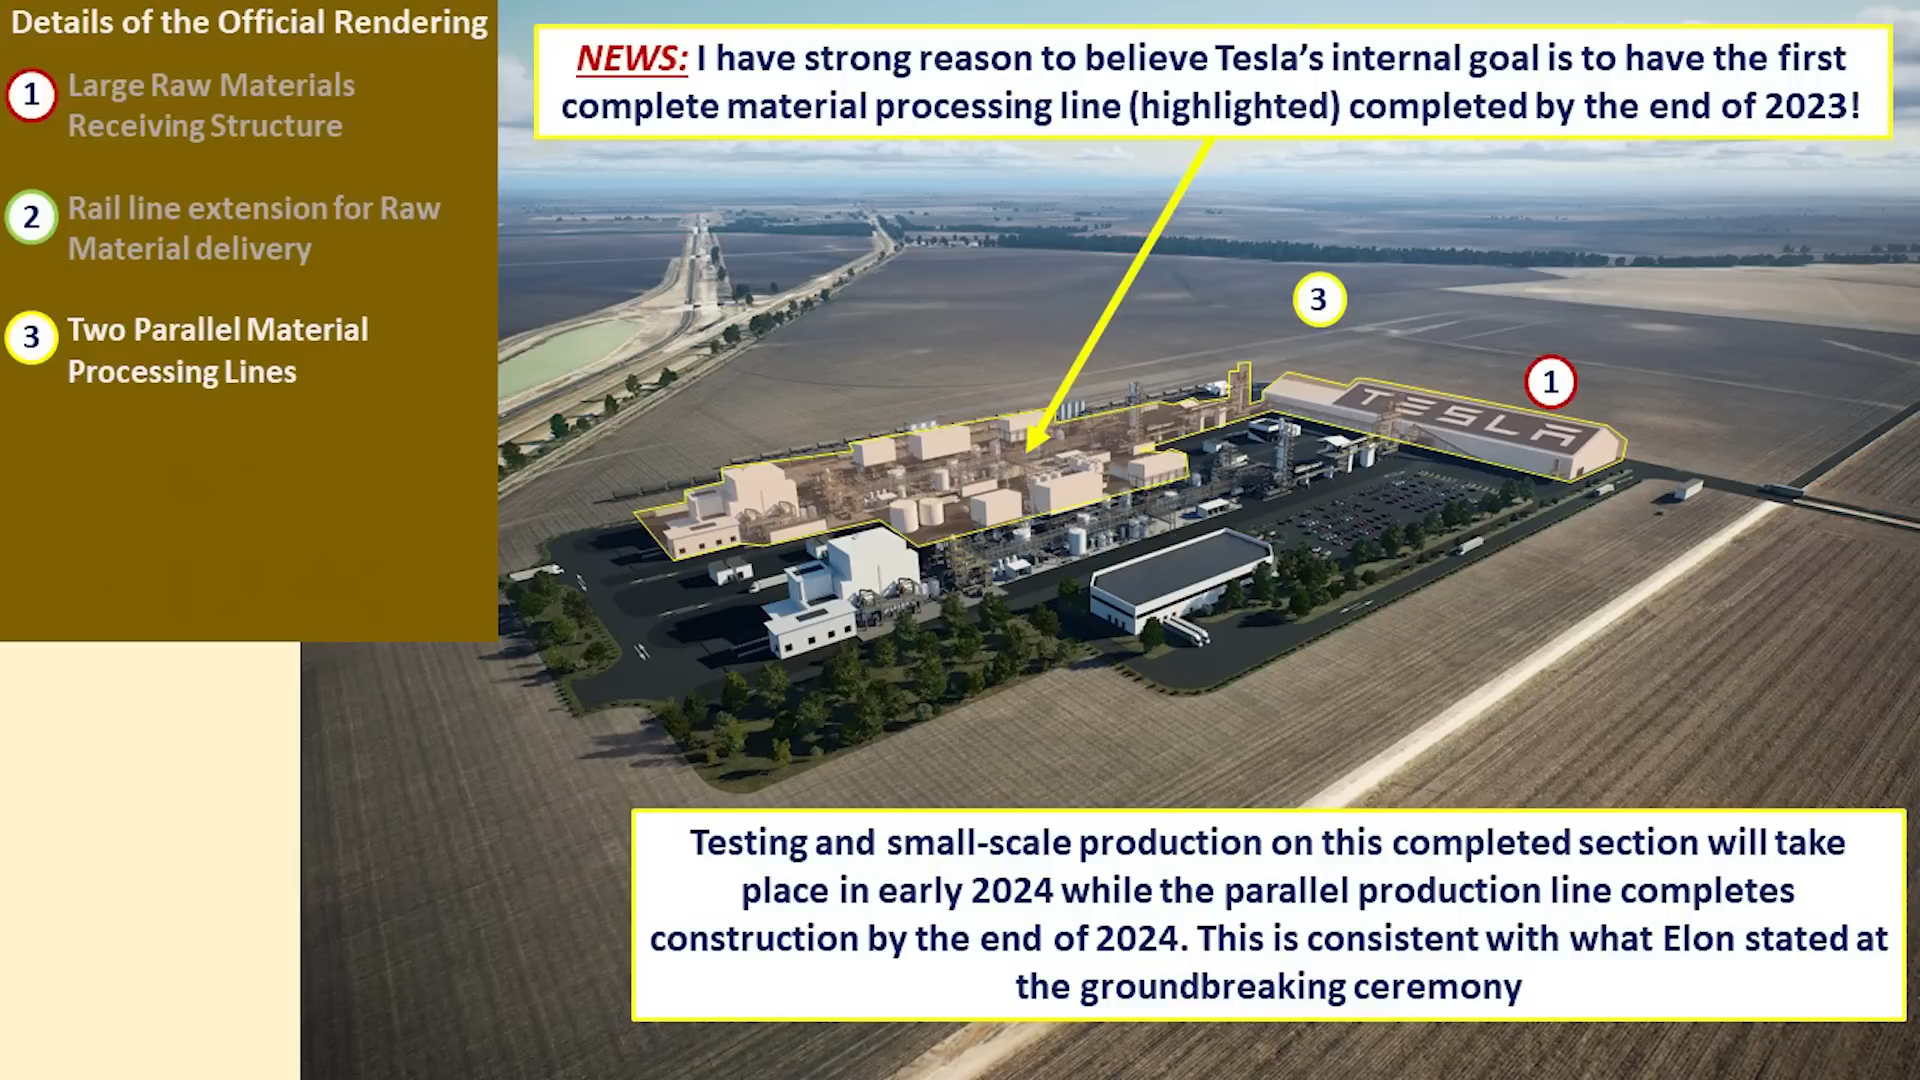 Details of the Official Rendering
1
Large Raw Materials
Receiving Structure
2
Rail line extension for Raw
Material delivery
3
Two Parallel Material
Processing Lines
NEWS: I have strong reason to believe Tesla’s internal goal is to have the first
complete material processing line (highlighted) completed by the end of 2023!
3
1
TESLA
Testing and small-scale production on this completed section will take
place in early 2024 while the parallel production line completes
construction by the end of 2024. This is consistent with what Elon stated at
the groundbreaking ceremony